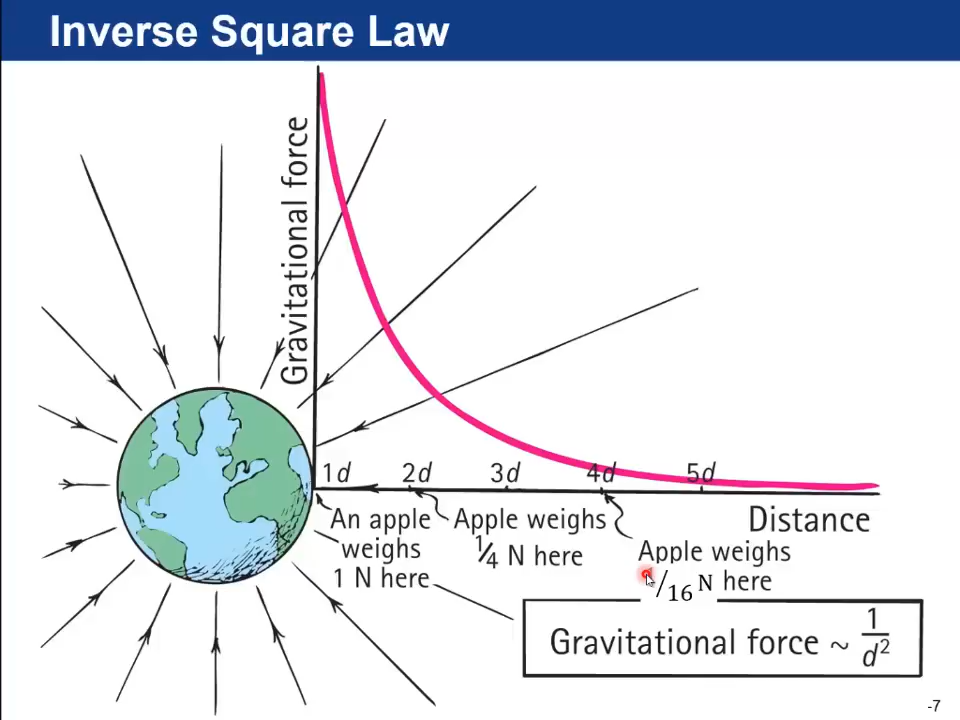 Inverse Square Law
Gravitational force
1d 2d 3d 4d 5d
Distance
An apple
weighs
1 N here
Apple weighs
1/4 N here
Apple weighs
/16 N here
Gravitational force ~ 1/d²
-7